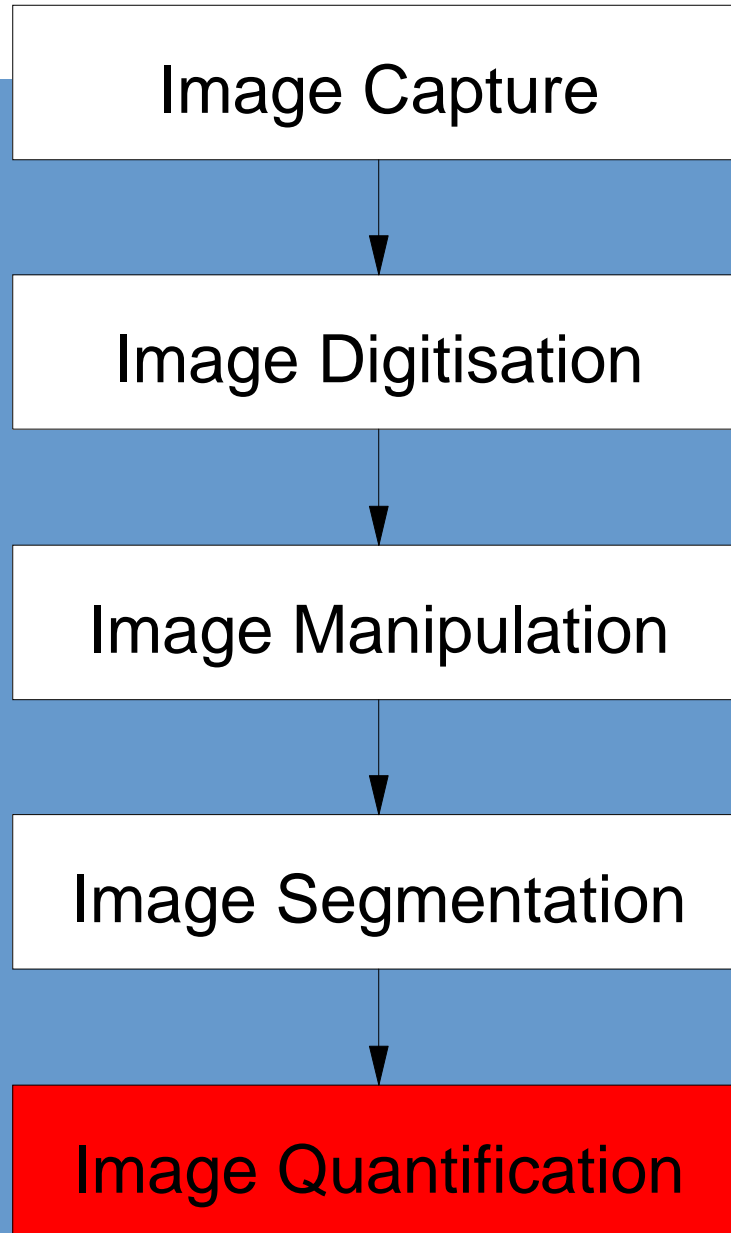 Image Capture
Image Digitisation
Image Manipulation
Image Segmentation
Image Quantification